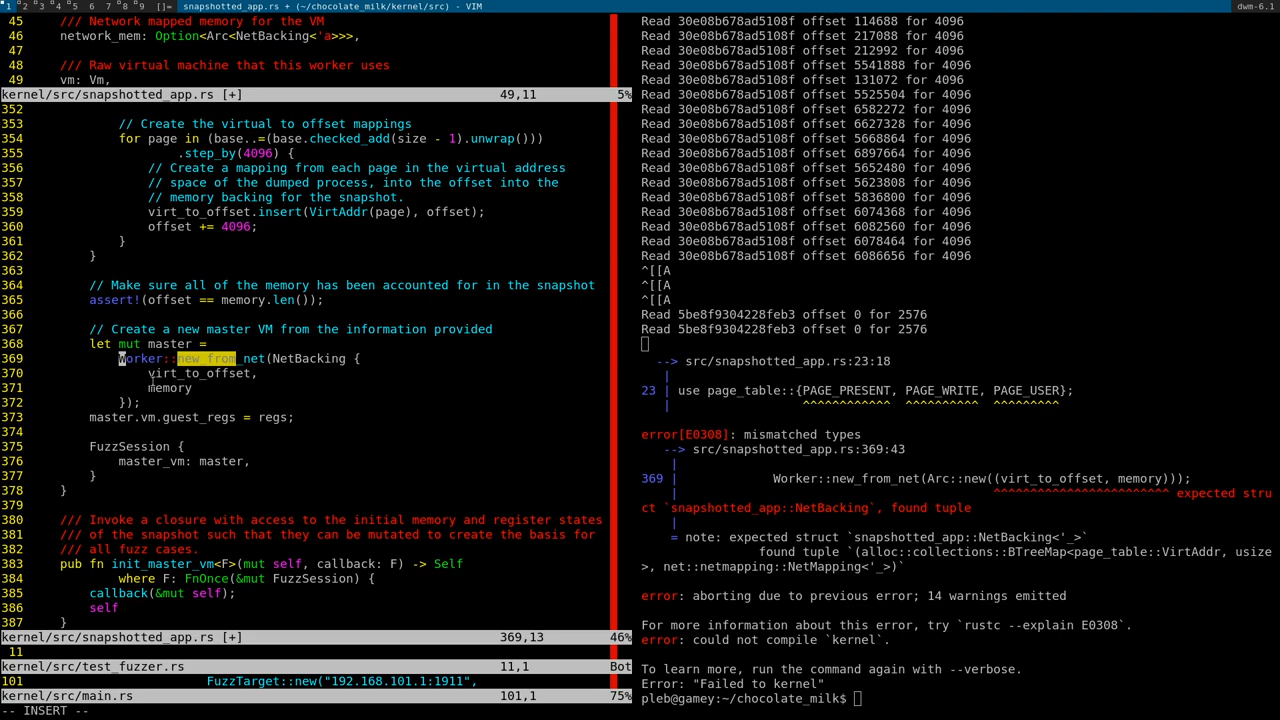 1 2 3 4 5 6 7 8 9 []= snapshotted_app.rs + (~/chocolate_milk/kernel/src) - VIM dwm-6.1
45 /// Network mapped memory for the VM
46 network_mem: Option<Arc<NetBacking<'a>>>,
47
48 /// Raw virtual machine that this worker uses
49 vm: Vm,
kernel/src/snapshotted_app.rs [+] 49,11 5%
352
353 // Create the virtual to offset mappings
354 for page in (base..=(base.checked_add(size - 1).unwrap()))
355 .step_by(4096) {
356 // Create a mapping from each page in the virtual address
357 // space of the dumped process, into the offset into the
358 // memory backing for the snapshot.
359 virt_to_offset.insert(VirtAddr(page), offset);
360 offset += 4096;
361 }
362 }
363
364 // Make sure all of the memory has been accounted for in the snapshot
365 assert!(offset == memory.len());
366
367 // Create a new master VM from the information provided
368 let mut master =
369 Worker::new_from_net(NetBacking {
370 virt_to_offset,
371 memory
372 });
373 master.vm.guest_regs = regs;
374
375 FuzzSession {
376 master_vm: master,
377 }
378 }
379
380 /// Invoke a closure with access to the initial memory and register states
381 /// of the snapshot such that they can be mutated to create the basis for
382 /// all fuzz cases.
383 pub fn init_master_vm<F>(mut self, callback: F) -> Self
384 where F: FnOnce(&mut FuzzSession) {
385 callback(&mut self);
386 self
387 }
kernel/src/snapshotted_app.rs [+] 369,13 46%
11
kernel/src/test_fuzzer.rs 11,1 Bot
101 FuzzTarget::new("192.168.101.1:1911",
kernel/src/main.rs 101,1 75%
-- INSERT --
Read 30e08b678ad5108f offset 114688 for 4096
Read 30e08b678ad5108f offset 217088 for 4096
Read 30e08b678ad5108f offset 212992 for 4096
Read 30e08b678ad5108f offset 5541888 for 4096
Read 30e08b678ad5108f offset 131072 for 4096
Read 30e08b678ad5108f offset 5525504 for 4096
Read 30e08b678ad5108f offset 6582272 for 4096
Read 30e08b678ad5108f offset 6627328 for 4096
Read 30e08b678ad5108f offset 5668864 for 4096
Read 30e08b678ad5108f offset 6897664 for 4096
Read 30e08b678ad5108f offset 5652480 for 4096
Read 30e08b678ad5108f offset 5623808 for 4096
Read 30e08b678ad5108f offset 5836800 for 4096
Read 30e08b678ad5108f offset 6074368 for 4096
Read 30e08b678ad5108f offset 6082560 for 4096
Read 30e08b678ad5108f offset 6078464 for 4096
Read 30e08b678ad5108f offset 6086656 for 4096
^[[A
^[[A
^[[A
Read 5be8f9304228feb3 offset 0 for 2576
Read 5be8f9304228feb3 offset 0 for 2576
--> src/snapshotted_app.rs:23:18
|
23 | use page_table::{PAGE_PRESENT, PAGE_WRITE, PAGE_USER};
| ^^^^^^^^^^^^ ^^^^^^^^^^ ^^^^^^^^^
error[E0308]: mismatched types
--> src/snapshotted_app.rs:369:43
|
369 | Worker::new_from_net(Arc::new((virt_to_offset, memory)));
| ^^^^^^^^^^^^^^^^^^^^^^^^ expected stru
ct `snapshotted_app::NetBacking`, found tuple
|
= note: expected struct `snapshotted_app::NetBacking<'_>`
found tuple `(alloc::collections::BTreeMap<page_table::VirtAddr, usize
>, net::netmapping::NetMapping<'_>)`
error: aborting due to previous error; 14 warnings emitted
For more information about this error, try `rustc --explain E0308`.
error: could not compile `kernel`.
To learn more, run the command again with --verbose.
Error: "Failed to kernel"
pleb@gamey:~/chocolate_milk$